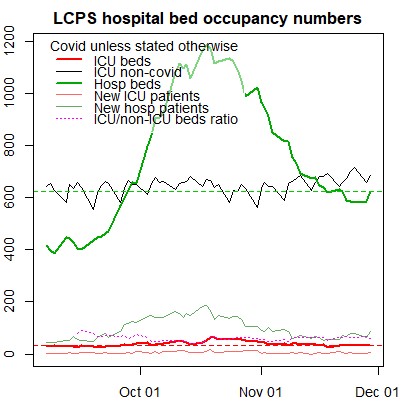 LCPS hospital bed occupancy numbers
Covid unless stated otherwise
ICU beds
ICU non-covid
Hosp beds
New ICU patients
New hosp patients
ICU/non-ICU beds ratio
1200
1000
800
600
400
200
0
Oct 01 Nov 01 Dec 01